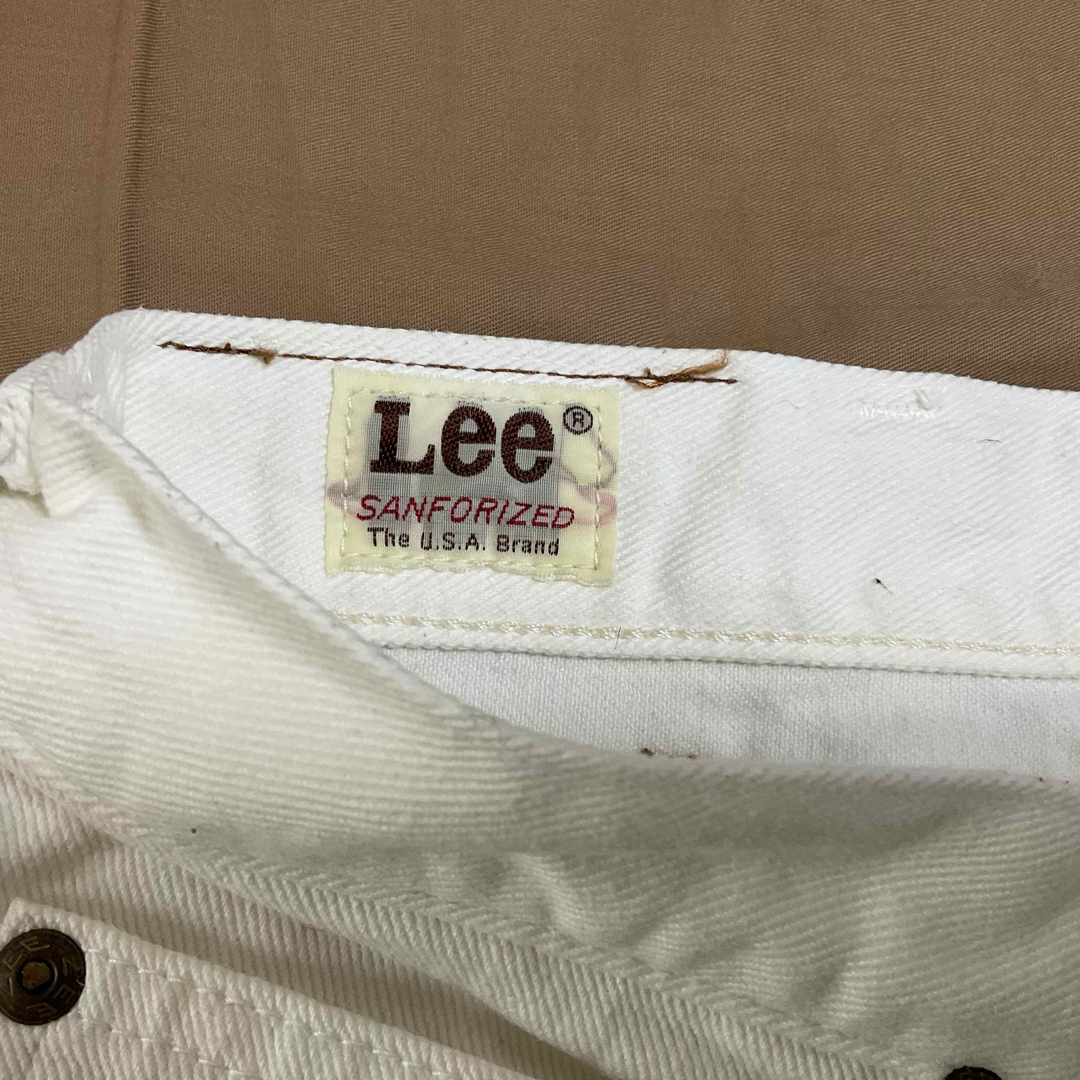 Lee®
SANFORIZED
The U.S.A. Brand